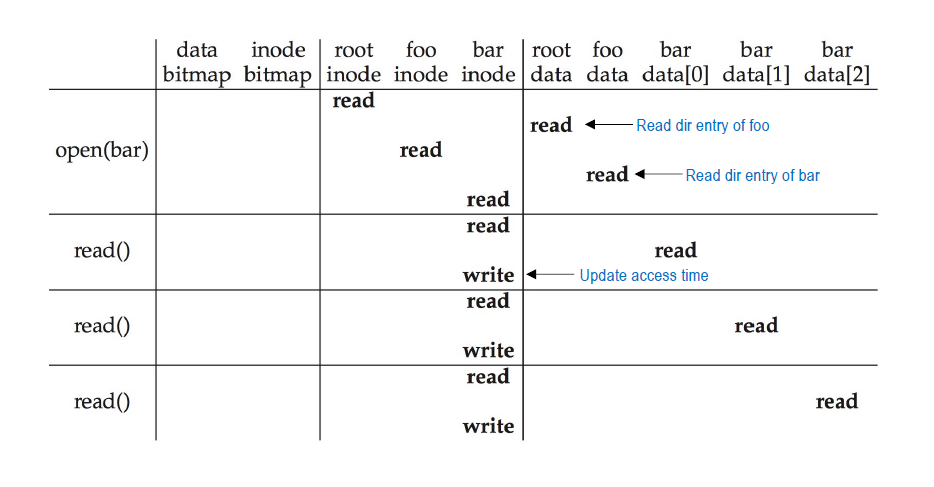 data inode root foo bar root foo bar bar bar
bitmap bitmap inode inode inode data data data[0] data[1] data[2]
read
read Read dir entry of foo
open(bar) read
read Read dir entry of bar
read
read
read() read
write Update access time
read
read() read
write
read
read() read
write